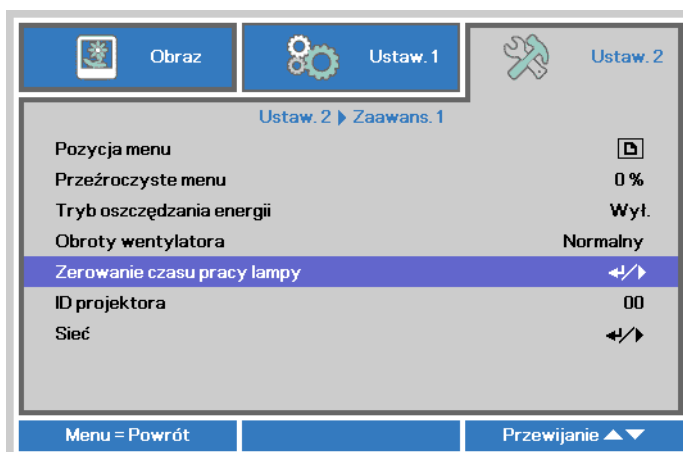 Obraz
Ustaw. 1
Ustaw. 2
Ustaw. 2 Zaawans. 1
Pozycja menu
Przeźroczyste menu 0 %
Tryb oszczędzania energii Wył.
Obroty wentylatora Normalny
Zerowanie czasu pracy lampy /
ID projektora 00
Sieć /
Menu = Powrót
Przewijanie